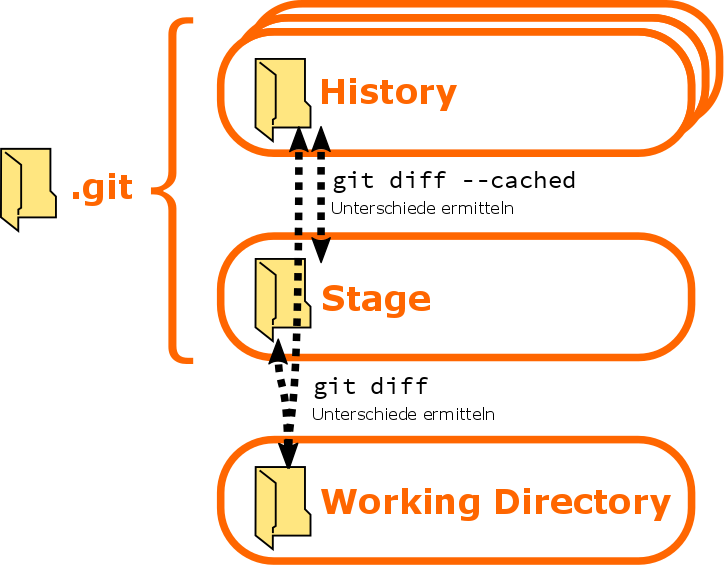 History
.git
git diff --cached
Unterschiede ermitteln
Stage
git diff
Unterschiede ermitteln
Working Directory